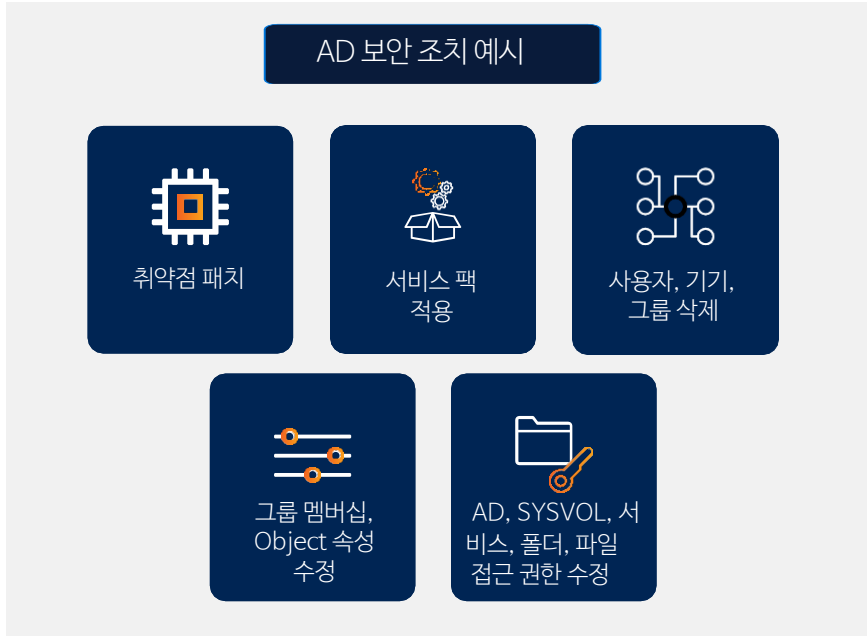 AD 보안 조치 예시
취약점 패치
서비스 팩
적용
사용자, 기기,
그룹 삭제
그룹 멤버십,
Object 속성
수정
AD, SYSVOL, 서
비스, 폴더, 파일
접근 권한 수정